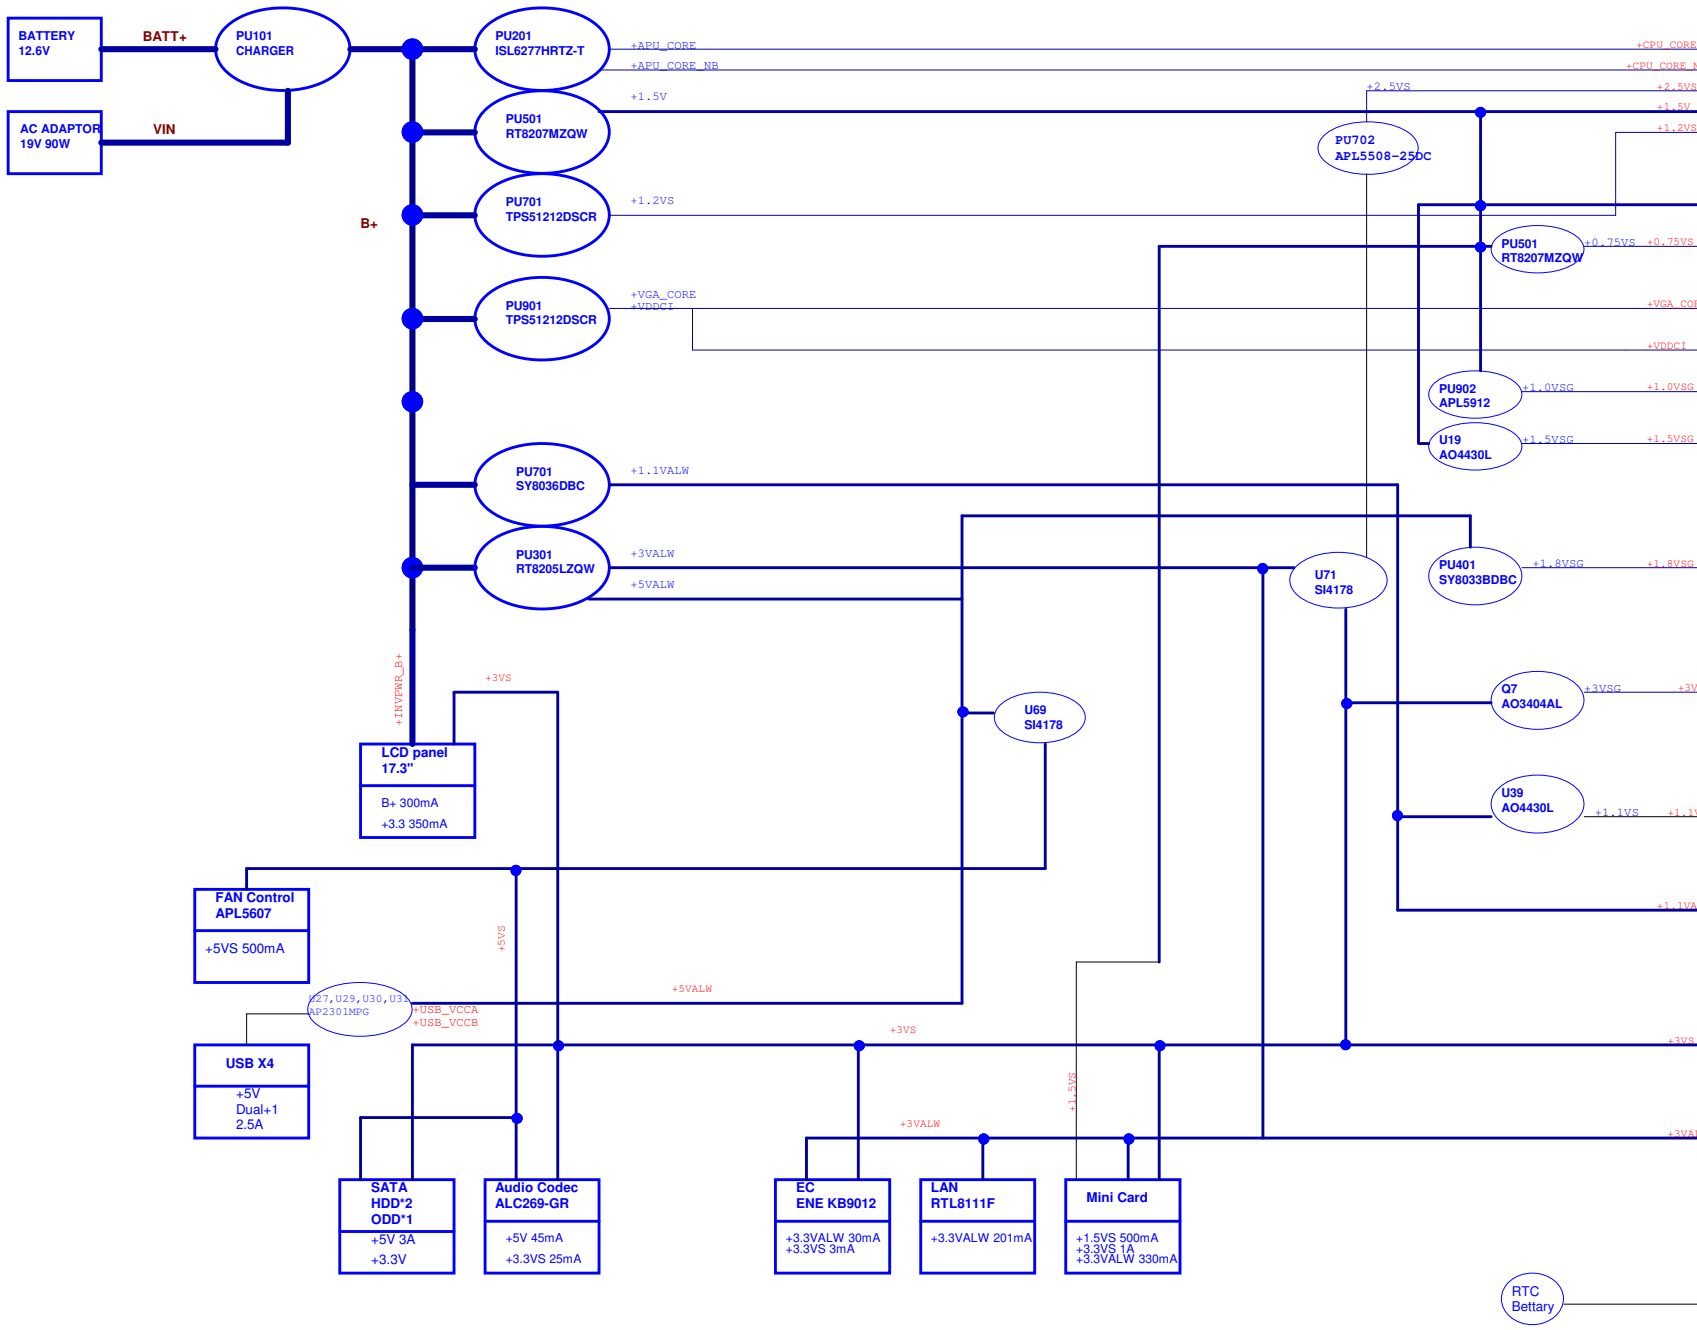 BATTERY
12.6V
BATT+
PU101
CHARGER
PU201
ISL6277HRTZ-T
+APU_CORE
+APU_CORE_NB
+CPU_CORE
+2.5VS
+2.5VS
AC ADAPTOR
19V 90W
VIN
PU501
RT8207MZQW
+1.5V
+1.5V
+1.2VS
PU702
APL5508-25DC
B+
PU701
TPS51212DSCR
+1.2VS
PU501
RT8207MZQW
+0.75VS
+0.75VS
PU901
TPS51212DSCR
+VGA_CORE
+VDDCI
+VDDCI
PU902
APL5912
+1.0VSG
+1.0VSG
U19
AO4430L
+1.5VSG
+1.5VSG
PU701
SY8036DBC
+1.1VALW
PU301
RT8205LZQW
+3VALW
+5VALW
U71
SI4178
PU401
SY8033BDBC
+1.8VSG
+1.8VSG
+INVPWR_B+
+3VS
U69
SI4178
Q7
AO3404AL
+3VSG
+3V
LCD panel
17.3"
B+ 300mA
+3.3 350mA
U39
AO4430L
+1.1VS
+1.1V
FAN Control
APL5607
+5VS 500mA
+5VS
+1.1VA
U27,U29,U30,U31
AP2301MPG
+USB_VCCA
+USB_VCCB
+5VALW
+3VS
+3VS
USB X4
+5V
Dual+1
2.5A
+1.5VS
+3VALW
+3VAL
SATA
HDD*2
ODD*1
+5V 3A
+3.3V
Audio Codec
ALC269-GR
+5V 45mA
+3.3VS 25mA
EC
ENE KB9012
+3.3VALW 30mA
+3.3VS 3mA
LAN
RTL8111F
+3.3VALW 201mA
Mini Card
+1.5VS 500mA
+3.3VS 1A
+3.3VALW 330mA
RTC
Bettary